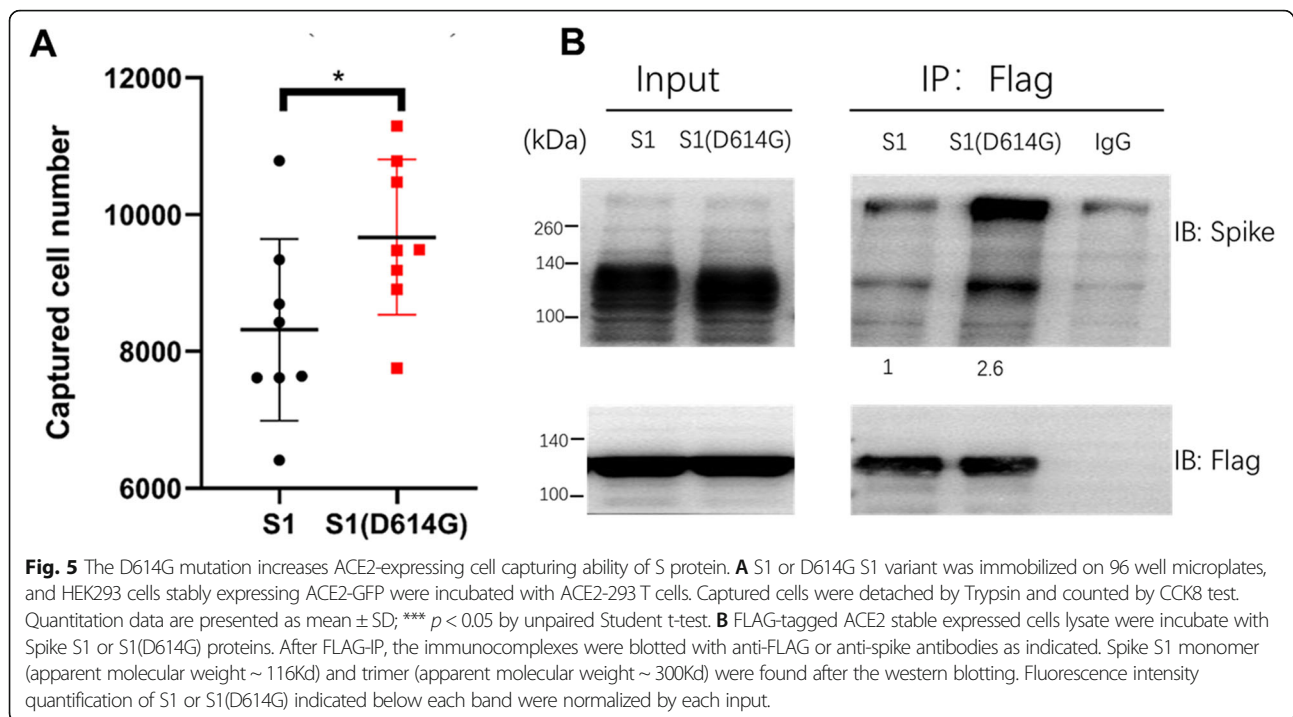 A
*
12000
10000
8000
6000
Captured cell number
S1 S1(D614G)
B
Input IP: Flag
(kDa) S1 S1(D614G) S1 S1(D614G) IgG
260
140
100
IB: Spike
1 2.6
140
100
IB: Flag
Fig. 5 The D614G mutation increases ACE2-expressing cell capturing ability of S protein. A S1 or D614G S1 variant was immobilized on 96 well microplates,
and HEK293 cells stably expressing ACE2-GFP were incubated with ACE2-293 T cells. Captured cells were detached by Trypsin and counted by CCK8 test.
Quantitation data are presented as mean ± SD; *** p < 0.05 by unpaired Student t-test. B FLAG-tagged ACE2 stable expressed cells lysate were incubate with
Spike S1 or S1(D614G) proteins. After FLAG-IP, the immunocomplexes were blotted with anti-FLAG or anti-spike antibodies as indicated. Spike S1 monomer
(apparent molecular weight ~ 116Kd) and trimer (apparent molecular weight ~ 300Kd) were found after the western blotting. Fluorescence intensity
quantification of S1 or S1(D614G) indicated below each band were normalized by each input.